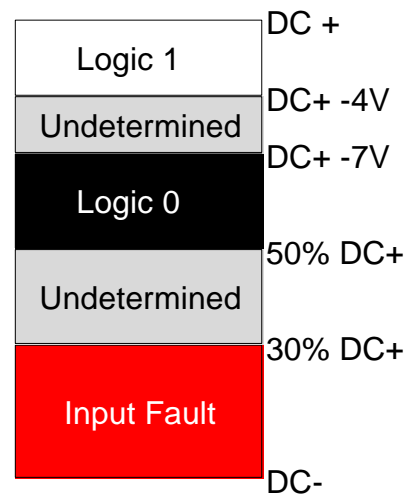 DC +
Logic 1
DC+ -4V
Undetermined
DC+ -7V
Logic 0
50% DC+
Undetermined
30% DC+
Input Fault
DC-